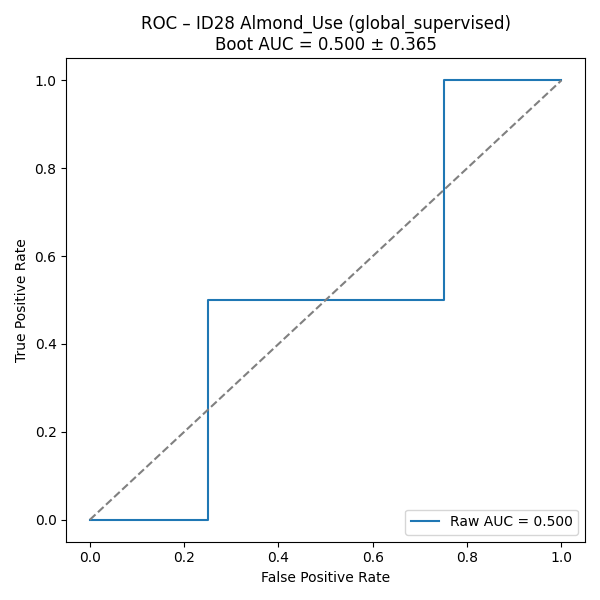 ROC – ID28 Almond_Use (global_supervised)
Boot AUC = 0.500 ± 0.365
True Positive Rate
1.0
0.8
0.6
0.4
0.2
0.0
Raw AUC = 0.500
0.0 0.2 0.4 0.6 0.8 1.0
False Positive Rate